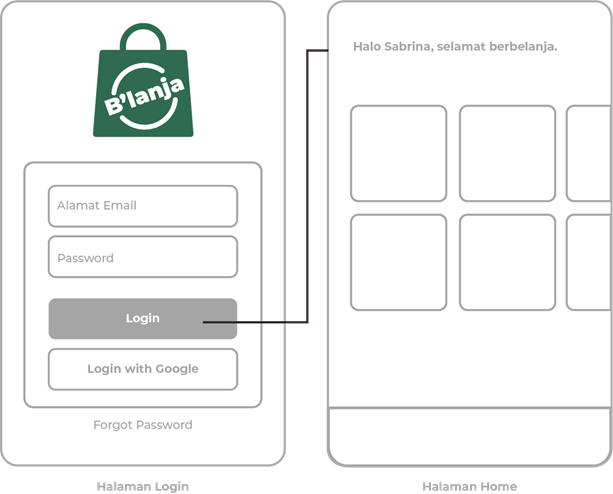 B'lanja
Alamat Email
Password
Login
Login with Google
Forgot Password
Halaman Login
Halo Sabrina, selamat berbelanja.
Halaman Home